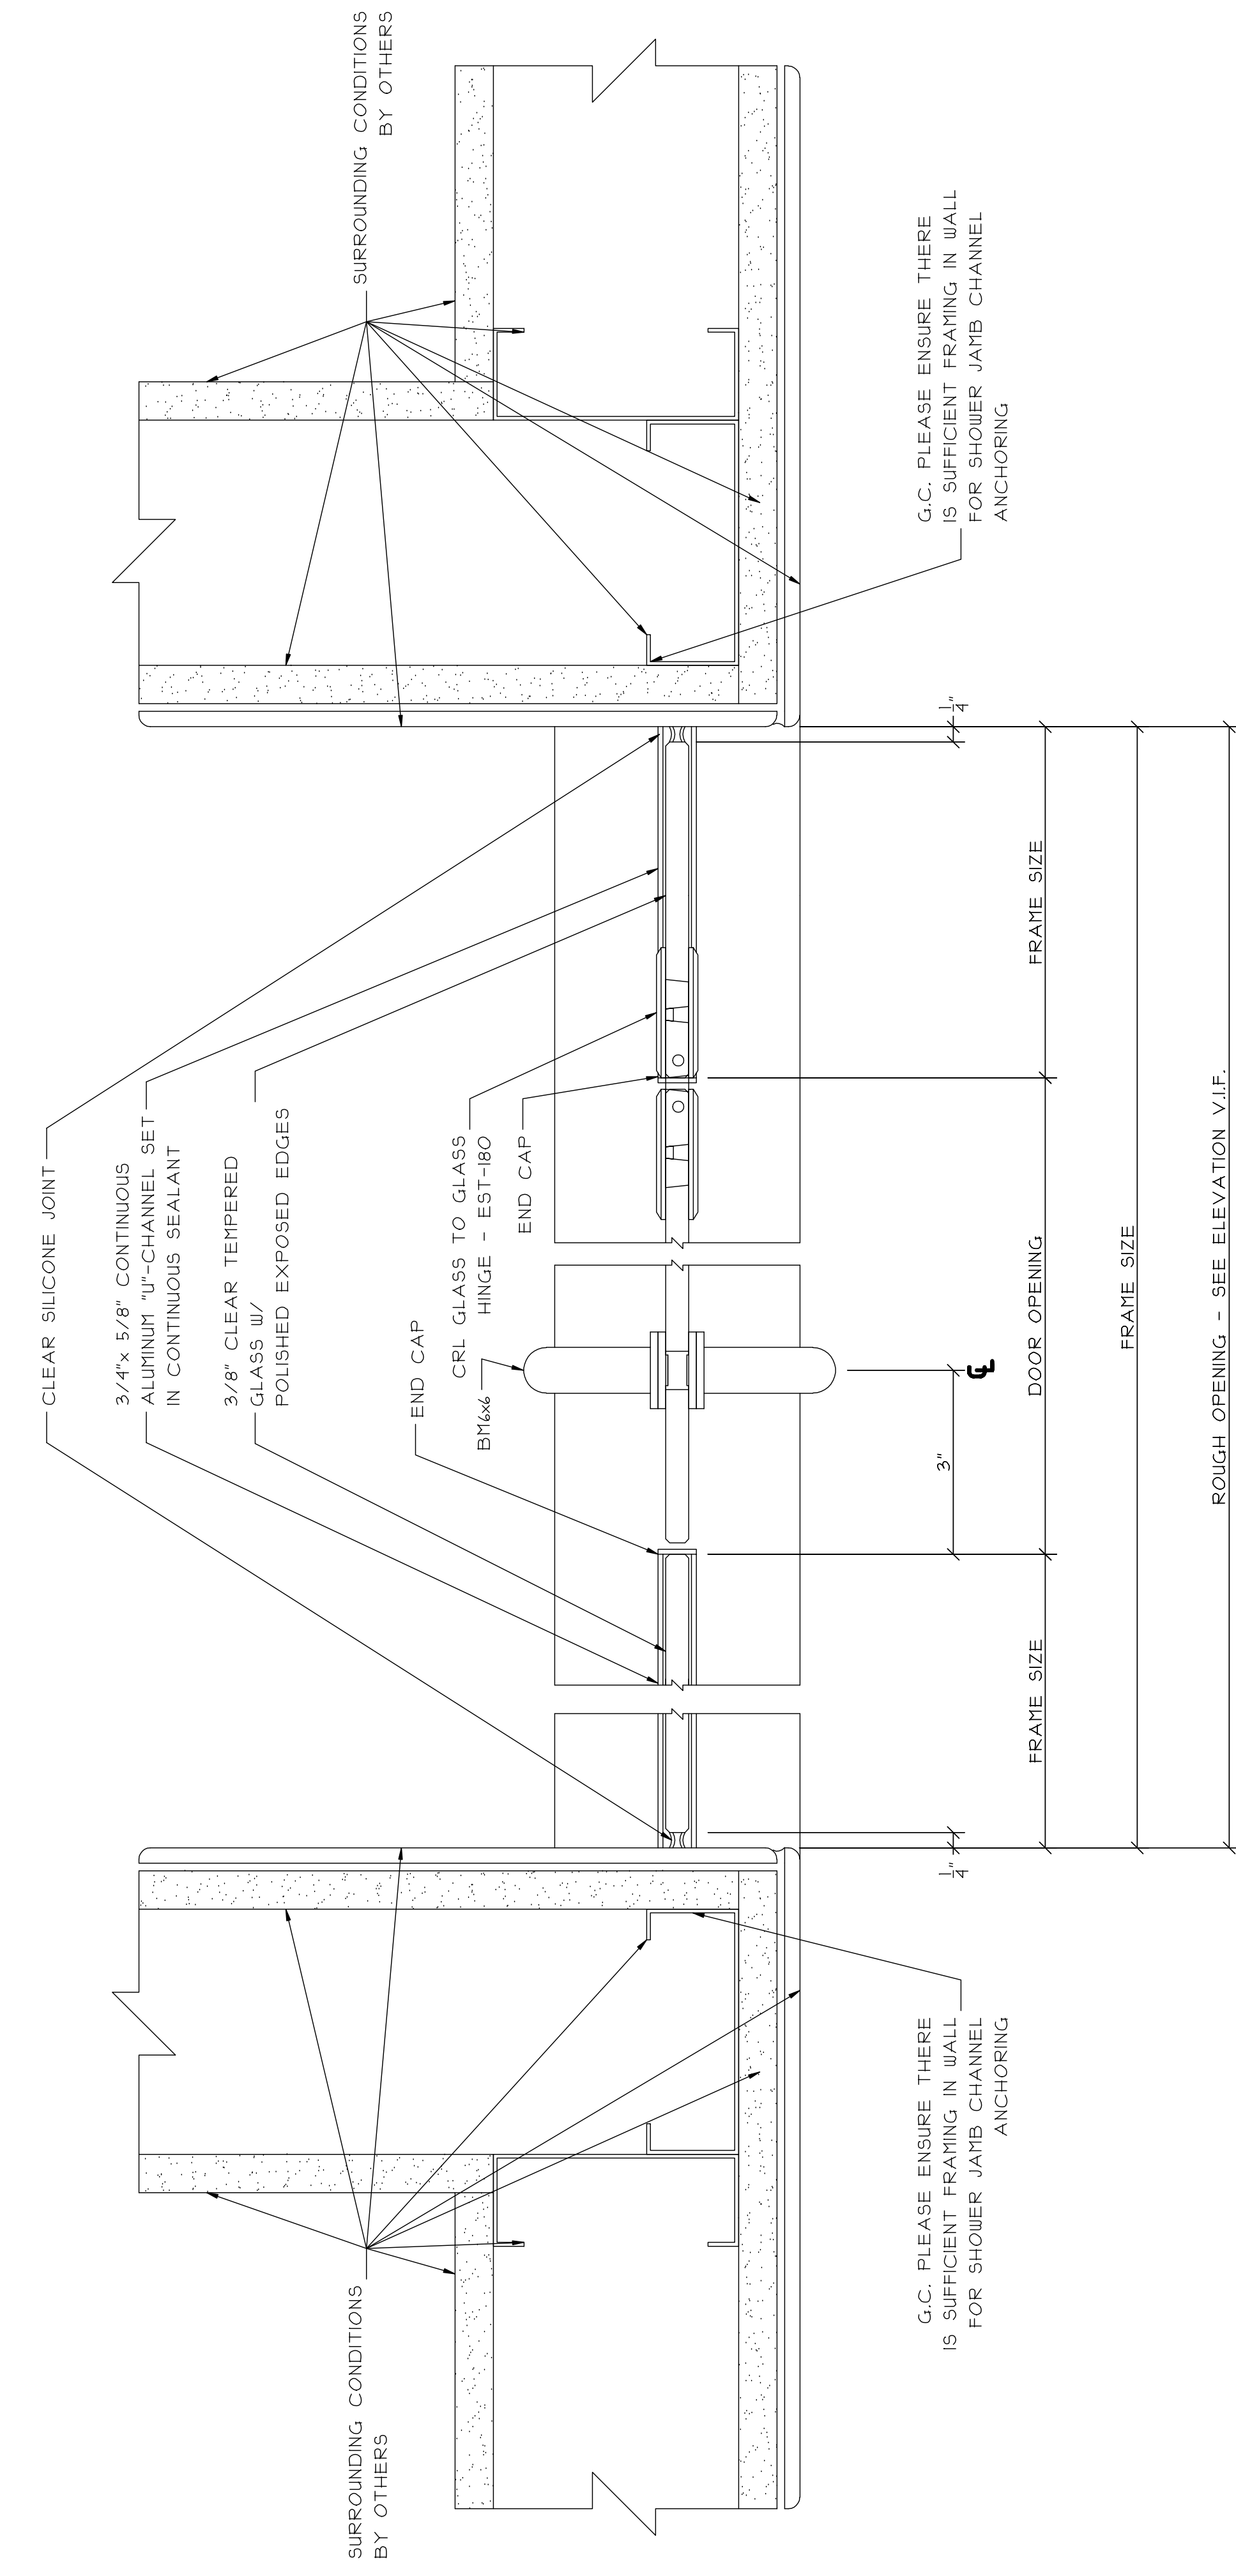 CLEAR SILICONE JOINT
3/4"x 5/8" CONTINUOUS
ALUMINUM "u"-CHANNEL SET
IN CONTINUOUS SEALANT
3/8" CLEAR TEMPERED
GLASS W/
POLISHED EXPOSED EDGES
SURROUNDING CONDITIONS
BY OTHERS
SURROUNDING CONDITIONS
BY OTHERS
END CAP
CRL GLASS TO GLASS
HINGE - EST-180
BM6x6
END CAP
G.C. PLEASE ENSURE THERE
IS SUFFICIENT FRAMING IN WALL
FOR SHOWER JAMB CHANNEL
ANCHORING
G.C. PLEASE ENSURE THERE
IS SUFFICIENT FRAMING IN WALL
FOR SHOWER JAMB CHANNEL
ANCHORING
1/4"
3"
CL
1/4"
FRAME SIZE
DOOR OPENING
FRAME SIZE
FRAME SIZE
ROUGH OPENING - SEE ELEVATION V.I.F.